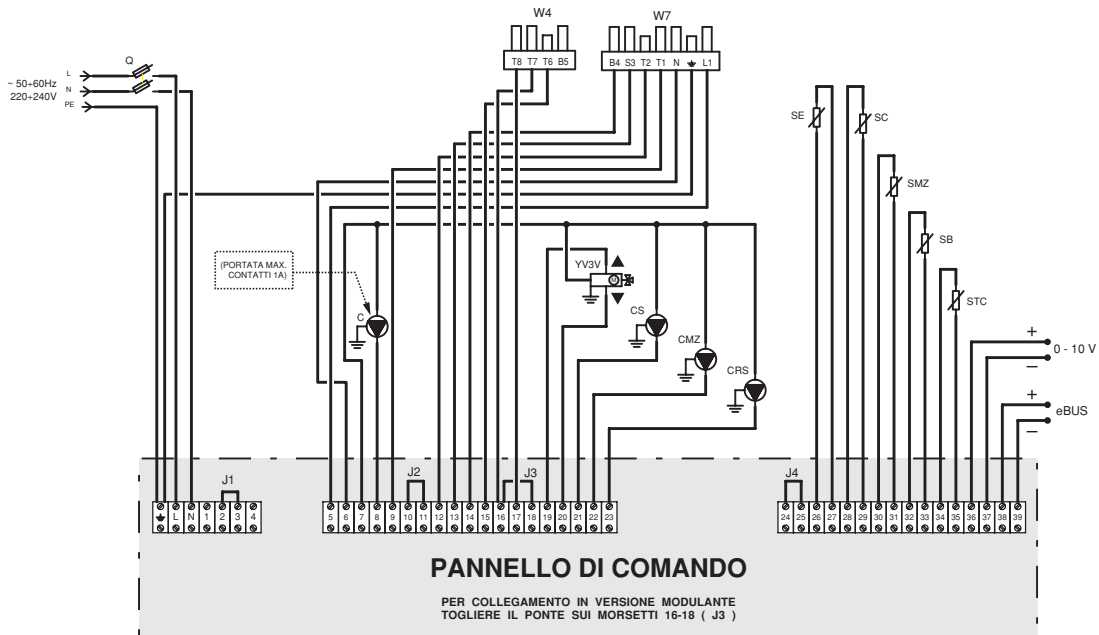 W4 W7
T8 T7 T6 B5
B4 S3 T2 T1 N L1
Q
L
N
PE
~ 50÷60Hz
220÷240V
SE
SC
SMZ
SB
STC
(PORTATA MAX.
CONTATTI 1A)
YV3V
M
C
CS
CMZ
CRS
+
0 - 10 V
–
+
eBUS
–
J1 J2 J3 J4
L N 1 2 3 4
5 6 7 8 9 10 11 12 13 14 15 16 17 18 19 20 21 22 23
24 25 26 27 28 29 30 31 32 33 34 35 36 37 38 39
PANNELLO DI COMANDO
PER COLLEGAMENTO IN VERSIONE MODULANTE
TOGLIERE IL PONTE SUI MORSETTI 16-18 ( J3 )